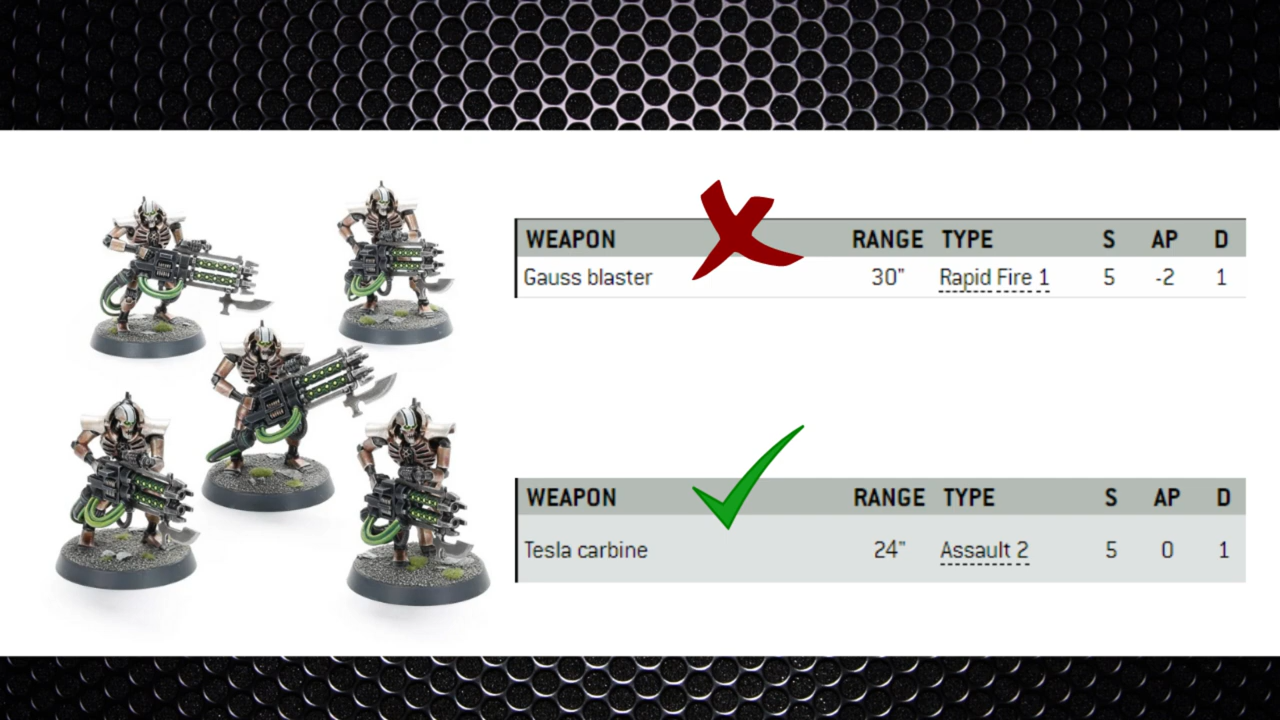 WEAPON RANGE TYPE S AP D
Gauss blaster 30" Rapid Fire 1 5 -2 1
WEAPON RANGE TYPE S AP D
Tesla carbine 24" Assault 2 5 0 1